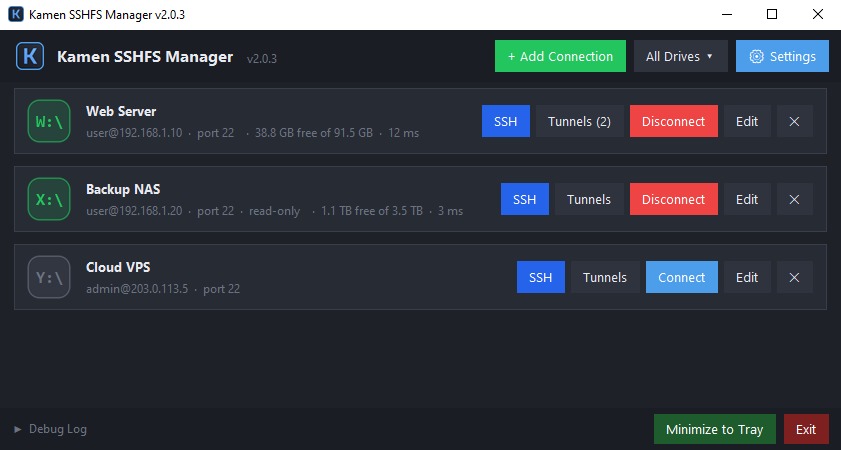 K Kamen SSHFS Manager v2.0.3
K Kamen SSHFS Manager v2.0.3 + Add Connection All Drives ▾ Settings
W:\ Web Server
user@192.168.1.10 · port 22 · 38.8 GB free of 91.5 GB · 12 ms
SSH Tunnels (2) Disconnect Edit ×
X:\ Backup NAS
user@192.168.1.20 · port 22 · read-only · 1.1 TB free of 3.5 TB · 3 ms
SSH Tunnels Disconnect Edit ×
Y:\ Cloud VPS
admin@203.0.113.5 · port 22
SSH Tunnels Connect Edit ×
▶ Debug Log Minimize to Tray Exit